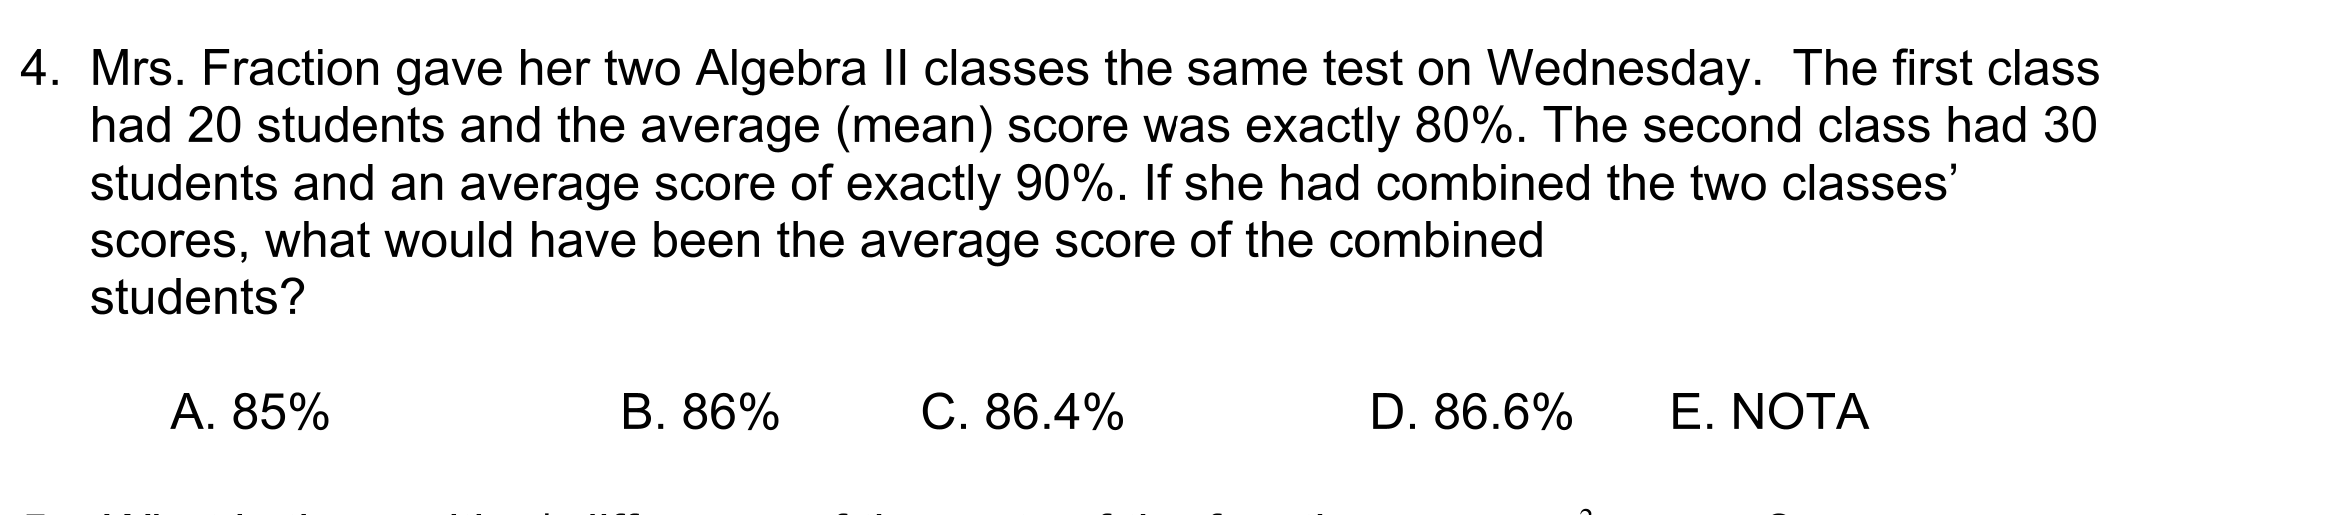 4. Mrs. Fraction gave her two Algebra II classes the same test on Wednesday. The first class
had 20 students and the average (mean) score was exactly 80%. The second class had 30
students and an average score of exactly 90%. If she had combined the two classes’
scores, what would have been the average score of the combined
students?
A. 85% B. 86% C. 86.4% D. 86.6% E. NOTA